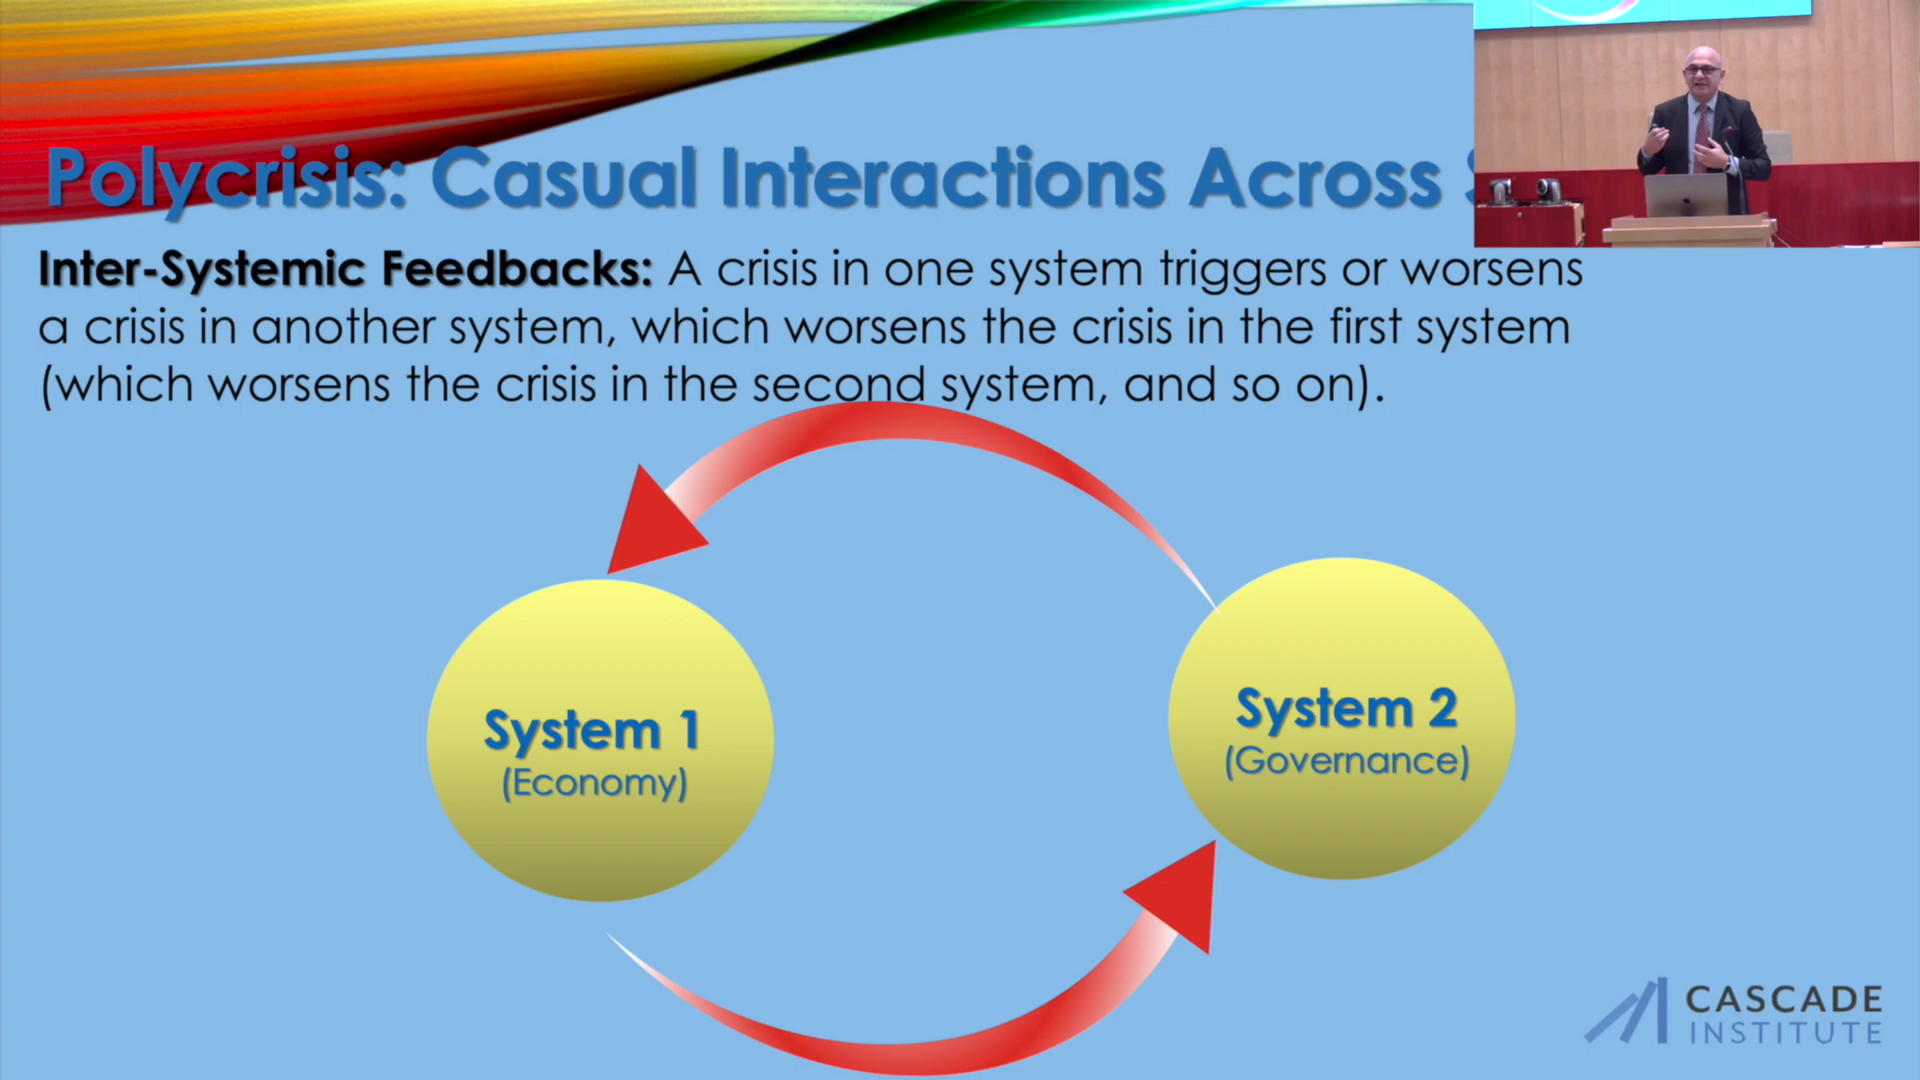 Polycrisis: Casual Interactions Across
Inter-Systemic Feedbacks: A crisis in one system triggers or worsens
a crisis in another system, which worsens the crisis in the first system
(which worsens the crisis in the second system, and so on).
System 1
(Economy)
System 2
(Governance)
CASCADE
INSTITUTE